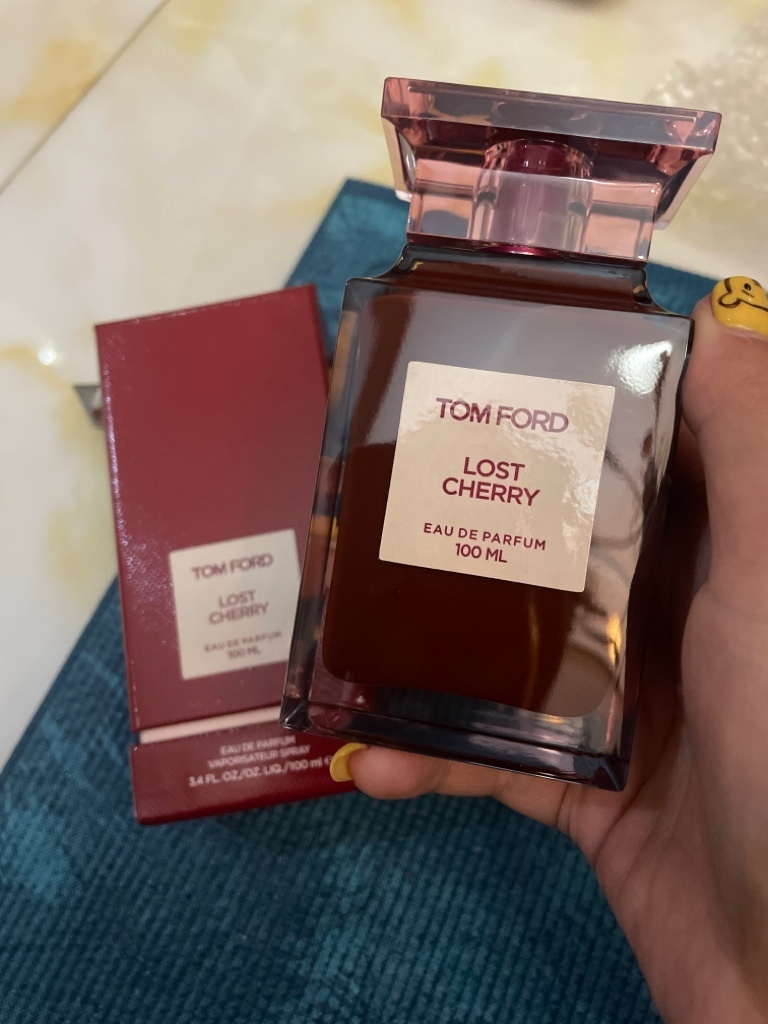 TOM FORD
LOST
CHERRY
EAU DE PARFUM
100 ML
TOM FORD
LOST
CHERRY
EAU DE PARFUM
100 ML
EAU DE PARFUM
VAPORISATEUR SPRAY
3.4 FL. OZ./OZ. LIQ./100 ml